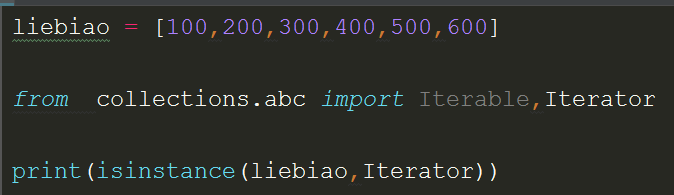 liebiao = [100,200,300,400,500,600]
from  collections.abc import Iterable,Iterator
print(isinstance(liebiao,Iterator))